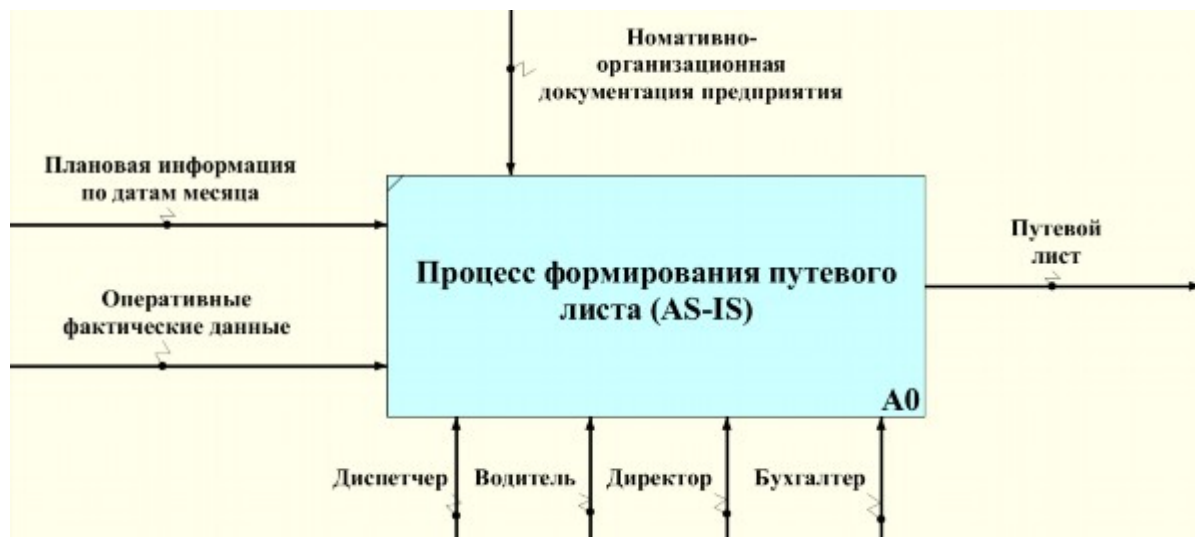 Номативно-
организационная
документация предприятия
Плановая информация
по датам месяца
Процесс формирования путевого
листа (AS-IS)
Путевой
лист
Оперативные
фактические данные
A0
Диспетчер
Водитель
Директор
Бухгалтер